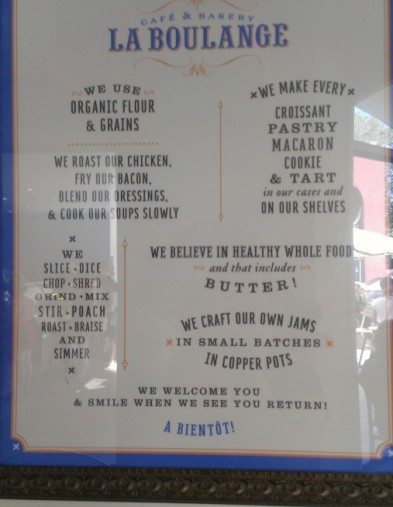 CAFÉ & BAKERY
LA BOULANGE
WE USE
ORGANIC FLOUR
& GRAINS
WE ROAST OUR CHICKEN,
FRY OUR BACON,
BLEND OUR DRESSINGS,
& COOK OUR SOUPS SLOWLY
WE MAKE EVERY
CROISSANT
PASTRY
MACARON
COOKIE
& TART
in our cases and
ON OUR SHELVES
WE
SLICE • DICE
CHOP • SHRED
GRIND • MIX
STIR • POACH
ROAST • BRAISE
AND
SIMMER
WE BELIEVE IN HEALTHY WHOLE FOOD
and that includes
BUTTER!
WE CRAFT OUR OWN JAMS
IN SMALL BATCHES
IN COPPER POTS
WE WELCOME YOU
& SMILE WHEN WE SEE YOU RETURN!
A BIENTÔT!